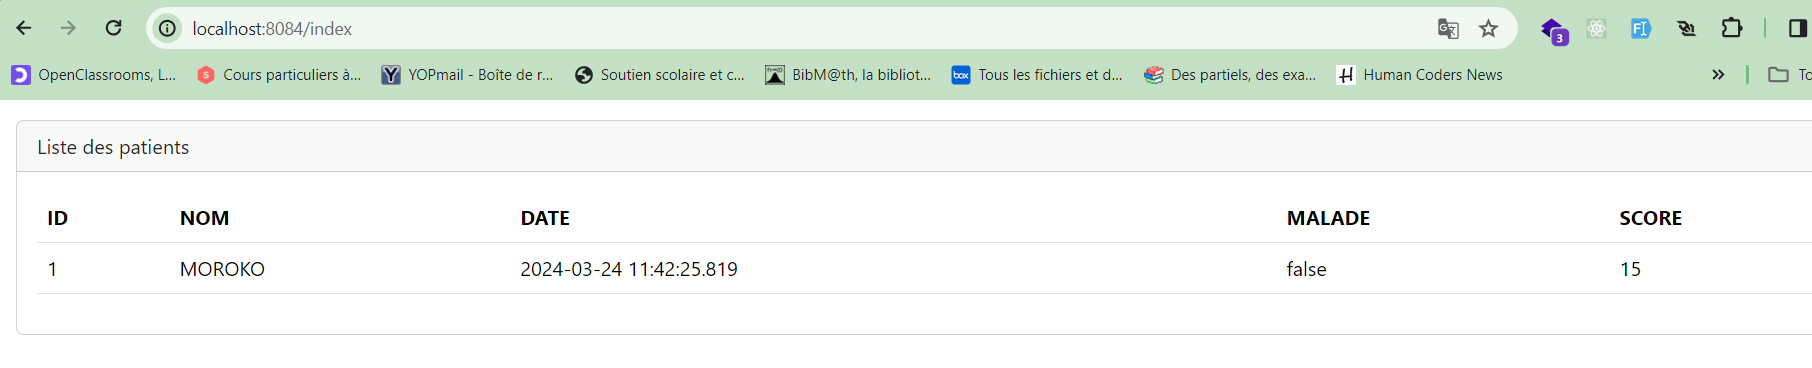 localhost:8084/index
3
OpenClassrooms, L... Cours particuliers à... YOPmail - Boîte de r... Soutien scolaire et c... BibM@th, la bibliot... box Tous les fichiers et d... Des partiels, des exa... Human Coders News » To
Liste des patients
ID NOM DATE MALADE SCORE
1 MOROKO 2024-03-24 11:42:25.819 false 15